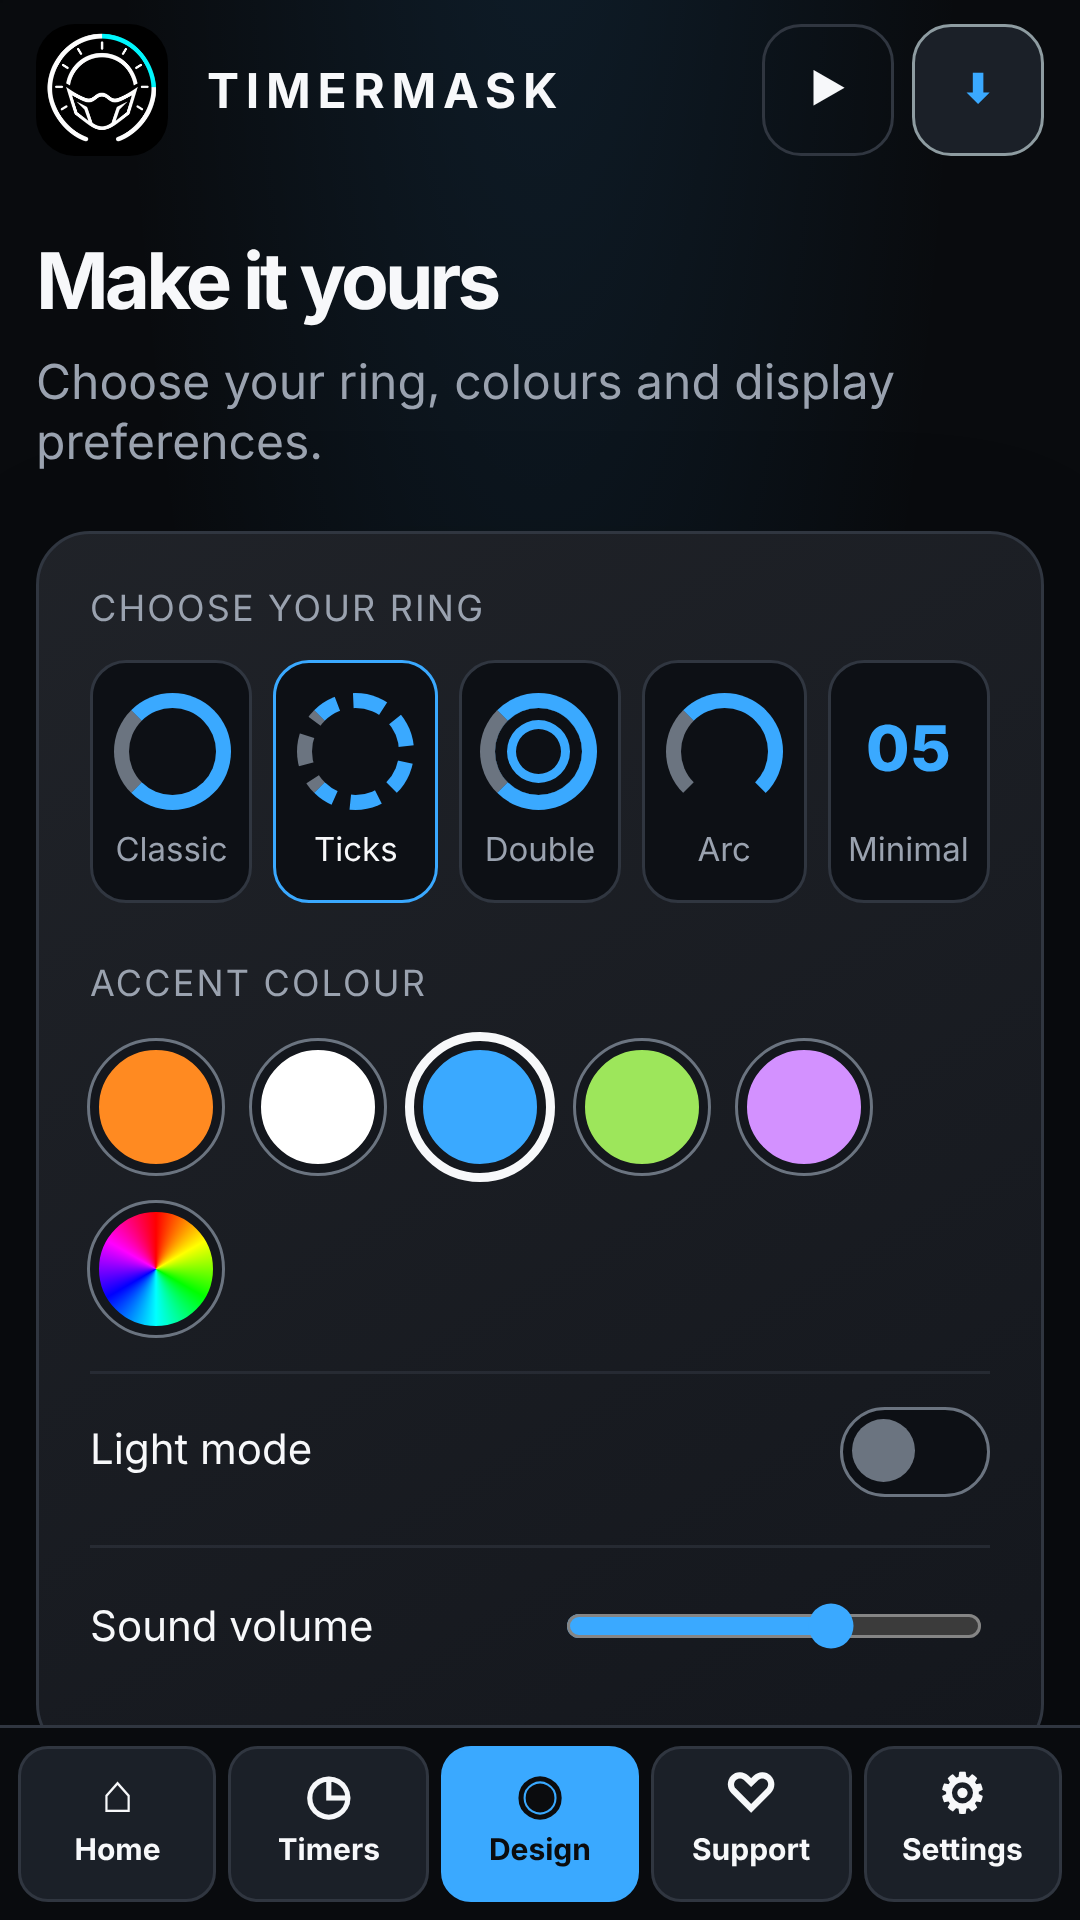 TIMERMASK
Make it yours
Choose your ring, colours and display
preferences.
CHOOSE YOUR RING
05
Classic Ticks Double Arc Minimal
ACCENT COLOUR
Light mode
Sound volume
Home Timers Design Support Settings